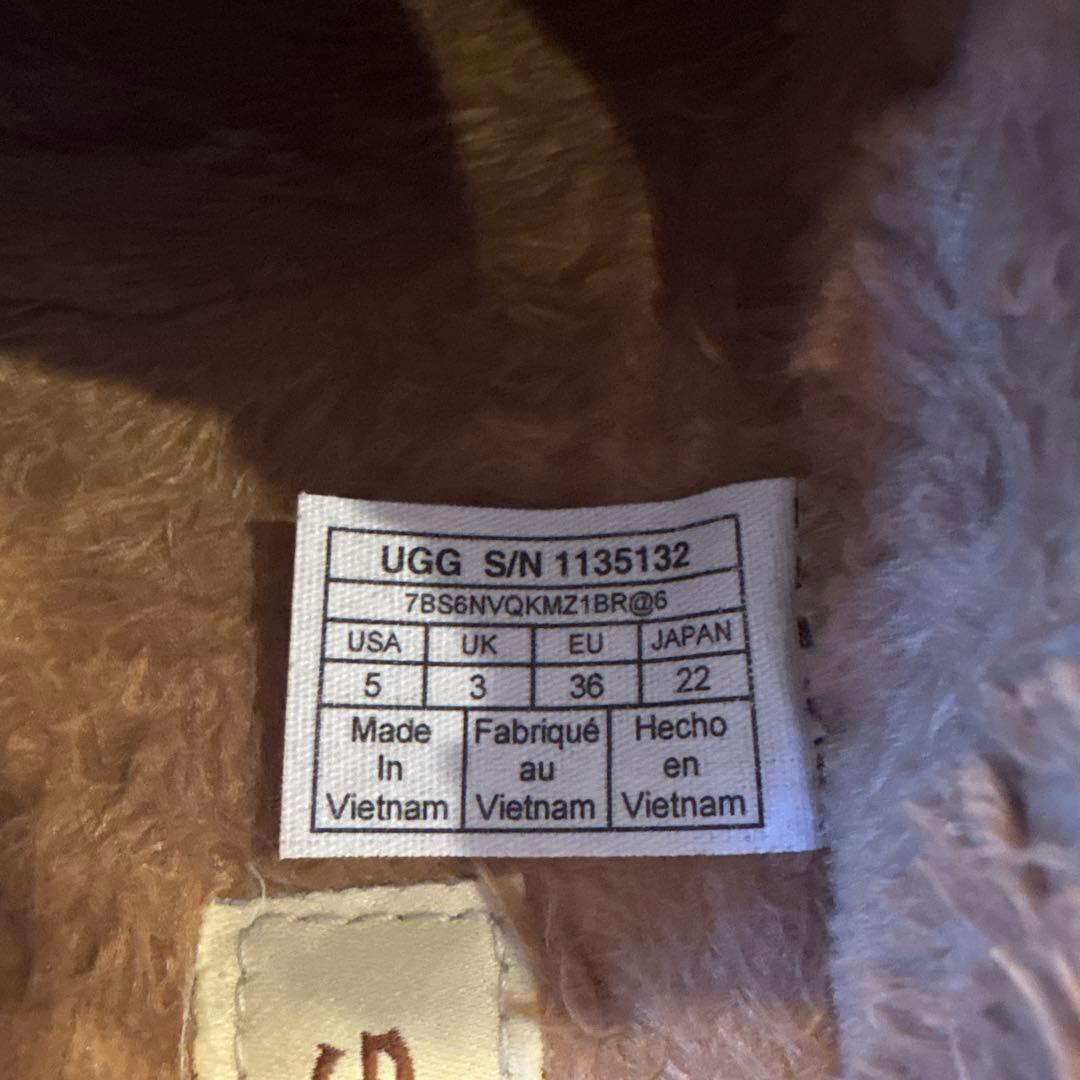 UGG S/N 1135132
7BS6NVQKMZ1BR@6
USA UK EU JAPAN
5 3 36 22
Made Fabriqué Hecho
In au en
Vietnam Vietnam Vietnam